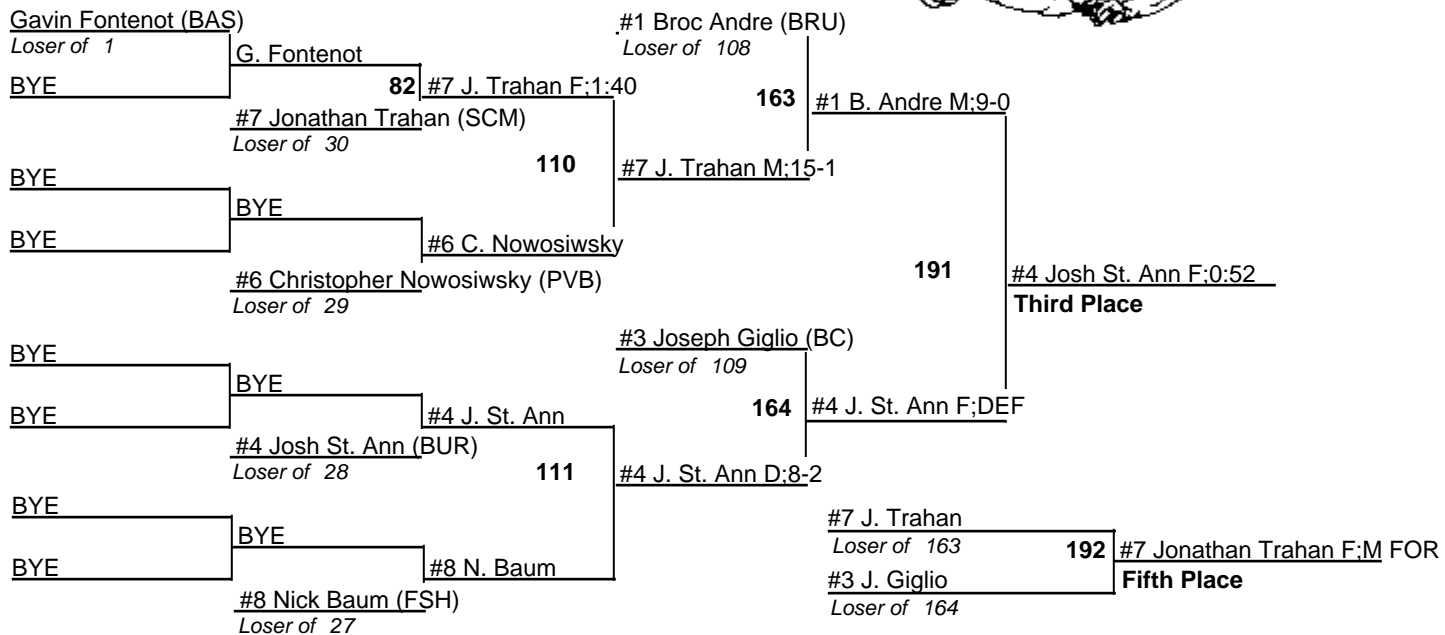 Gavin Fontenot (BAS)
Loser of 1
G. Fontenot
BYE
82
#7 J. Trahan F;1:40
#7 Jonathan Trahan (SCM)
Loser of 30
110
BYE
BYE
BYE
#6 C. Nowosiwsky
#6 Christopher Nowosiwsky (PVB)
Loser of 29
#1 Broc Andre (BRU)
Loser of 108
163
#1 B. Andre M;9-0
#7 J. Trahan M;15-1
191
#4 Josh St. Ann F;0:52
Third Place
BYE
BYE
BYE
#4 J. St. Ann
#4 Josh St. Ann (BUR)
Loser of 28
111
BYE
BYE
BYE
#8 N. Baum
#8 Nick Baum (FSH)
Loser of 27
#3 Joseph Giglio (BC)
Loser of 109
164
#4 J. St. Ann F;DEF
#4 J. St. Ann D;8-2
#7 J. Trahan
Loser of 163
192
#7 Jonathan Trahan F;M FOR
Fifth Place
#3 J. Giglio
Loser of 164